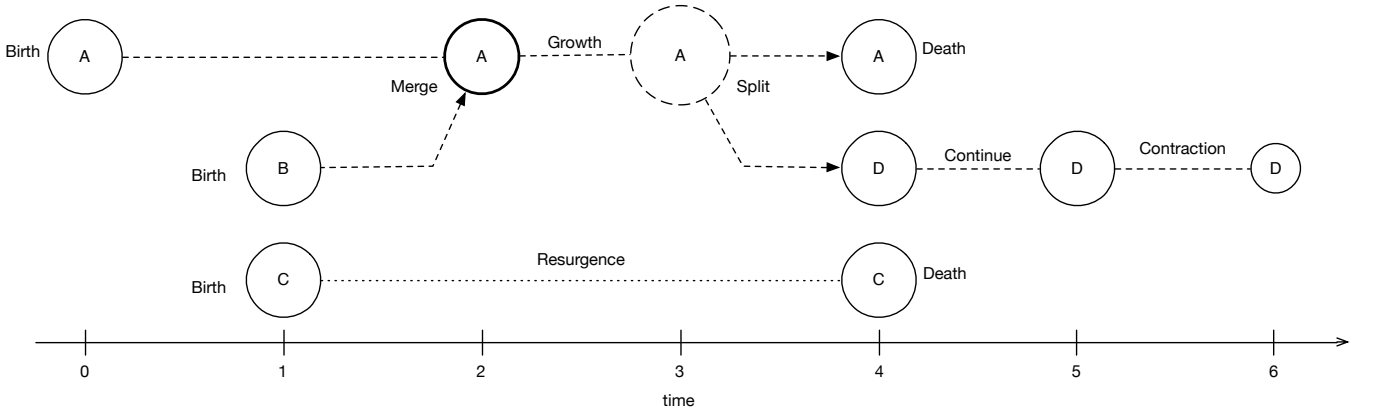 Birth
A
A
Growth
A
A
Death
Merge
Split
Birth
B
D
Continue
D
Contraction
D
Birth
C
Resurgence
C
Death
0
1
2
3
4
5
6
time